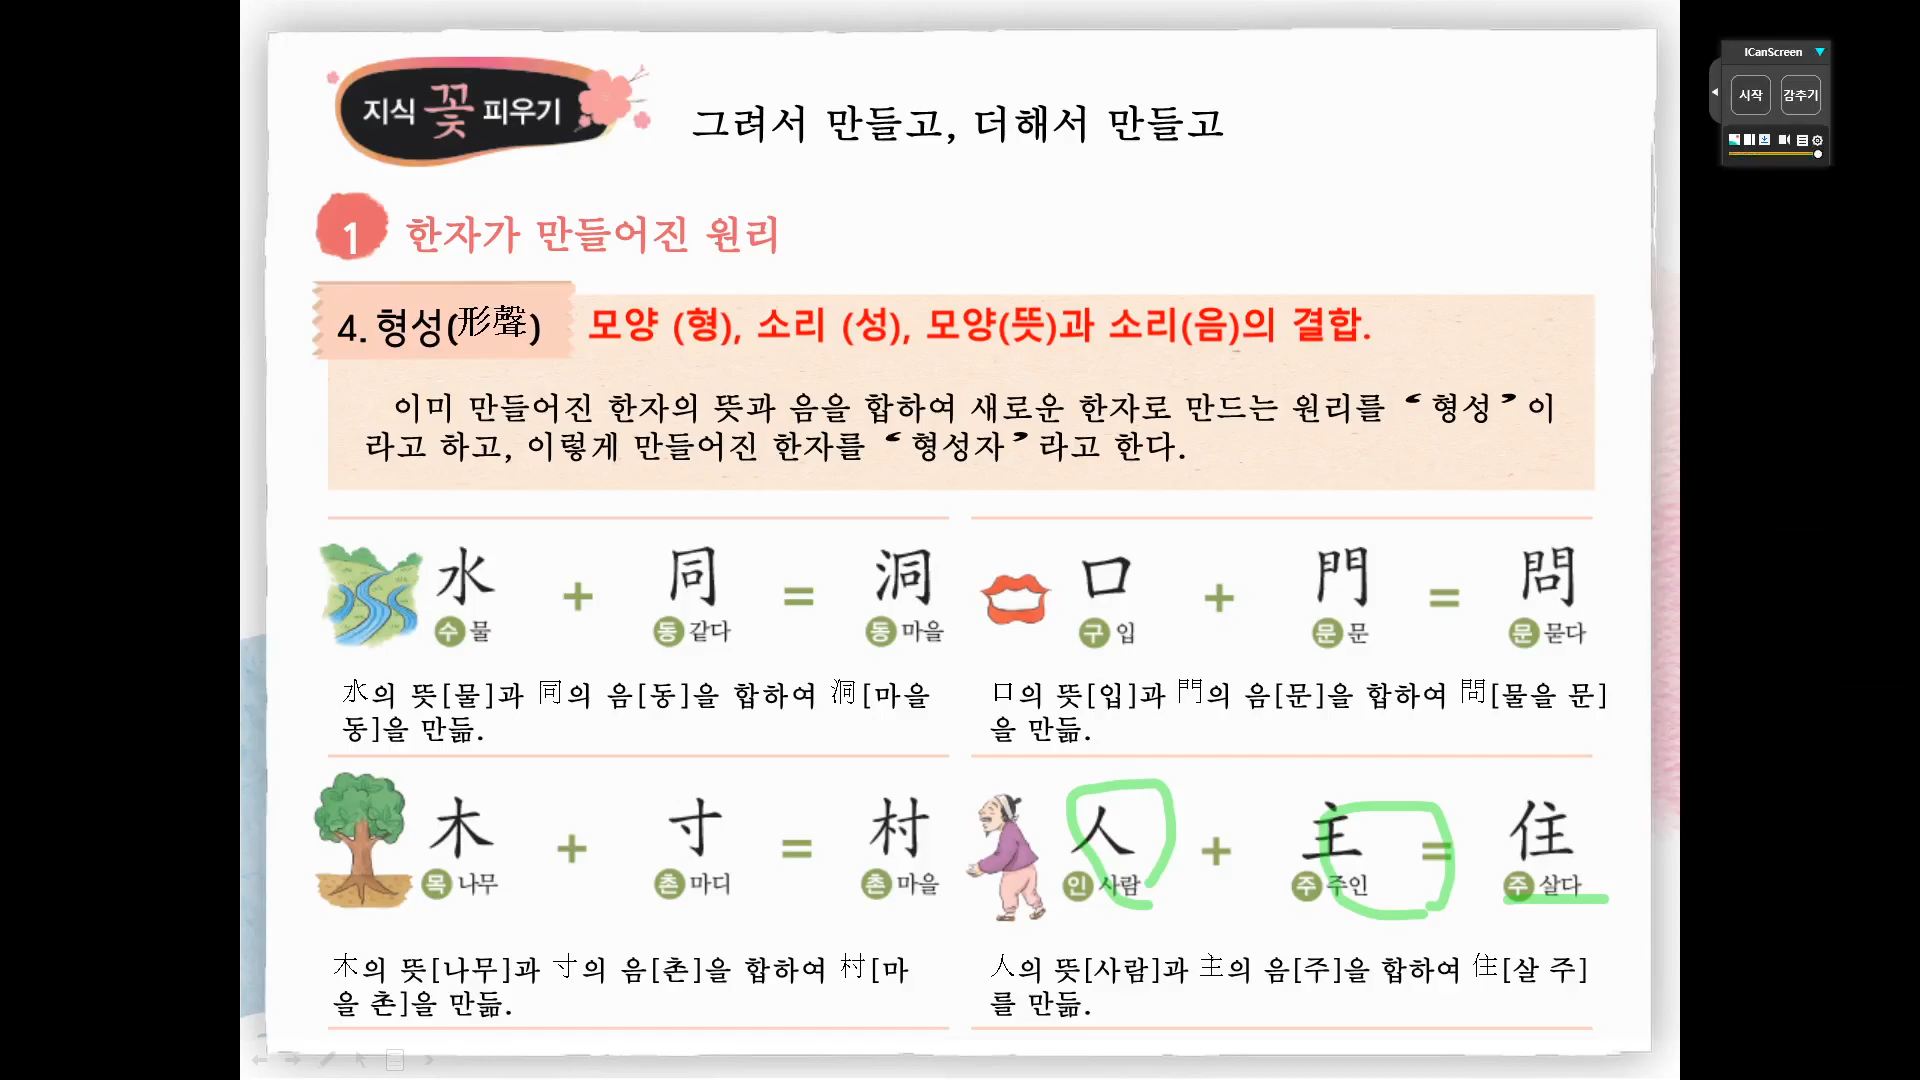 지식 꽃 피우기
그려서 만들고, 더해서 만들고
1 한자가 만들어진 원리
4. 형성(形聲) 모양 (형), 소리 (성), 모양(뜻)과 소리(음)의 결합.
이미 만들어진 한자의 뜻과 음을 합하여 새로운 한자로 만드는 원리를 ‘형성’이
라고 하고, 이렇게 만들어진 한자를 ‘형성자’라고 한다.
水 + 同 = 洞
수 물 동 같다 동 마을
水의 뜻[물]과 同의 음[동]을 합하여 洞[마을
동]을 만듦.
口 + 門 = 問
구 입 문 문 문 묻다
口의 뜻[입]과 門의 음[문]을 합하여 問[물을 문]
을 만듦.
木 + 寸 = 村
목 나무 촌 마디 촌 마을
木의 뜻[나무]과 寸의 음[촌]을 합하여 村[마
을 촌]을 만듦.
人 + 主 = 住
인 사람 주 주인 주 살다
人의 뜻[사람]과 主의 음[주]을 합하여 住[살 주]
를 만듦.
ICanScreen
시작 감추기